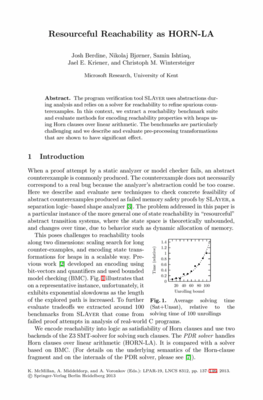 Resourceful Reachability as HORN-LA
Josh Berdine, Nikolaj Bjørner, Samin Ishtiaq,
Jael E. Kriener, and Christoph M. Wintersteiger
Microsoft Research, University of Kent
Abstract. The program verification tool SLAyer uses abstractions dur-
ing analysis and relies on a solver for reachability to refine spurious coun-
terexamples. In this context, we extract a reachability benchmark suite
and evaluate methods for encoding reachability properties with heaps us-
ing Horn clauses over linear arithmetic. The benchmarks are particularly
challenging and we describe and evaluate pre-processing transformations
that are shown to have significant effect.
1 Introduction
When a proof attempt by a static analyzer or model checker fails, an abstract
counterexample is commonly produced. The counterexample does not necessarily
correspond to a real bug because the analyzer's abstraction could be too coarse.
Here we describe and evaluate new techniques to check concrete feasibility of
abstract counterexamples produced as failed memory safety proofs by SLAyer, a
separation logic–based shape analyzer [3]. The problem addressed in this paper is
a particular instance of the more general one of state reachability in "resourceful"
abstract transition systems, where the state space is theoretically unbounded,
and changes over time, due to behavior such as dynamic allocation of memory.
This poses challenges to reachability tools
along two dimensions: scaling search for long
counter-examples, and encoding state trans-
formations for heaps in a scalable way. Pre-
vious work [2] developed an encoding using
bit-vectors and quantifiers and used bounded
model checking (BMC). Fig. 1 illustrates that
on a representative instance, unfortunately, it
exhibits exponential slowdowns as the length
of the explored path is increased. To further
evaluate tradeoffs we extracted around 100
benchmarks from SLAyer that come from
failed proof attempts in analysis of real-world C programs.
Time (minutes)
1.4
1.2
1
0.8
0.6
0.4
0.2
0
20 40 60 80 100
Unrolling bound
Fig. 1. Average solving time
(Sat+Unsat), relative to the
solving time of 100 unrollings
We encode reachability into logic as satisfiability of Horn clauses and use two
backends of the Z3 SMT-solver for solving such clauses. The PDR solver handles
Horn clauses over linear arithmetic (HORN-LA). It is compared with a solver
based on BMC. (For details on the underlying semantics of the Horn-clause
fragment and on the internals of the PDR solver, please see [7]).
K. McMillan, A. Middeldorp, and A. Voronkov (Eds.): LPAR-19, LNCS 8312, pp. 137–146, 2013.
© Springer-Verlag Berlin Heidelberg 2013